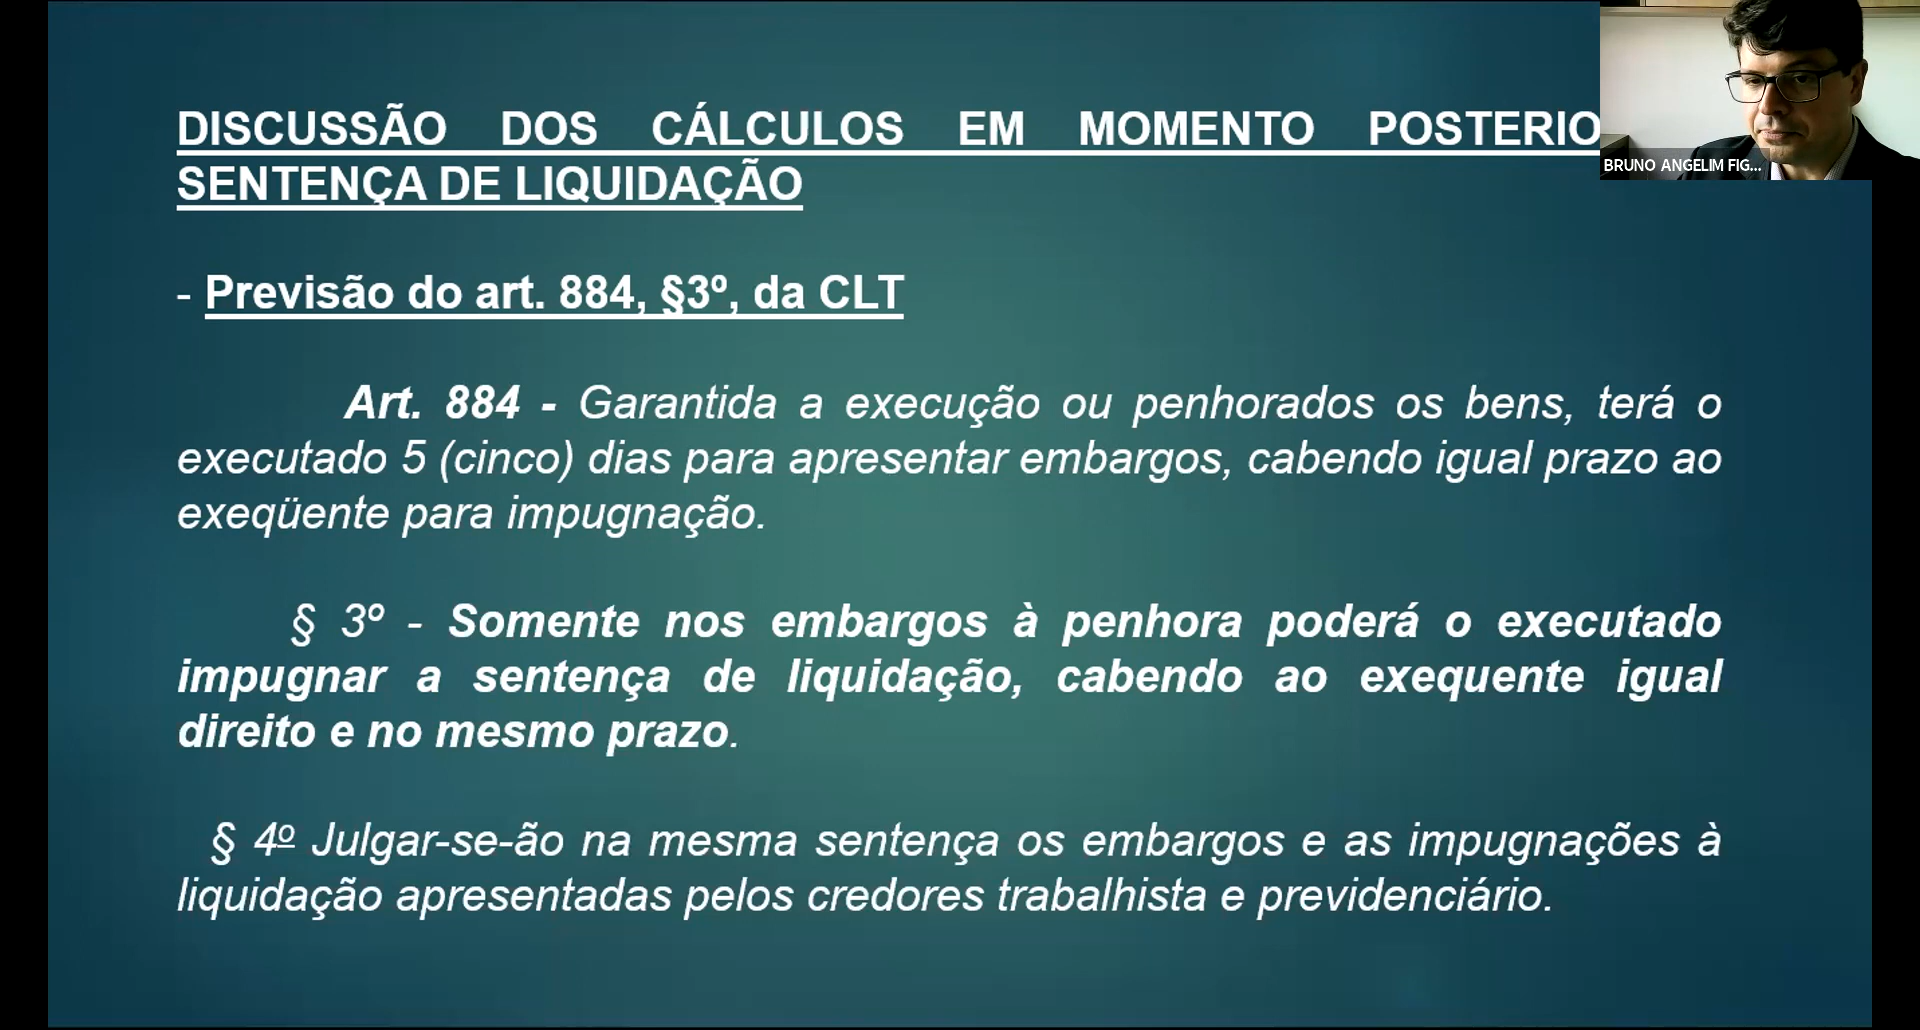 DISCUSSÃO DOS CÁLCULOS EM MOMENTO POSTERIO
SENTENÇA DE LIQUIDAÇÃO
BRUNO ANGELIM FIG...
- Previsão do art. 884, §3º, da CLT
Art. 884 - Garantida a execução ou penhorados os bens, terá o
executado 5 (cinco) dias para apresentar embargos, cabendo igual prazo ao
exeqüente para impugnação.
§ 3º - Somente nos embargos à penhora poderá o executado
impugnar a sentença de liquidação, cabendo ao exequente igual
direito e no mesmo prazo.
§ 4º Julgar-se-ão na mesma sentença os embargos e as impugnações à
liquidação apresentadas pelos credores trabalhista e previdenciário.